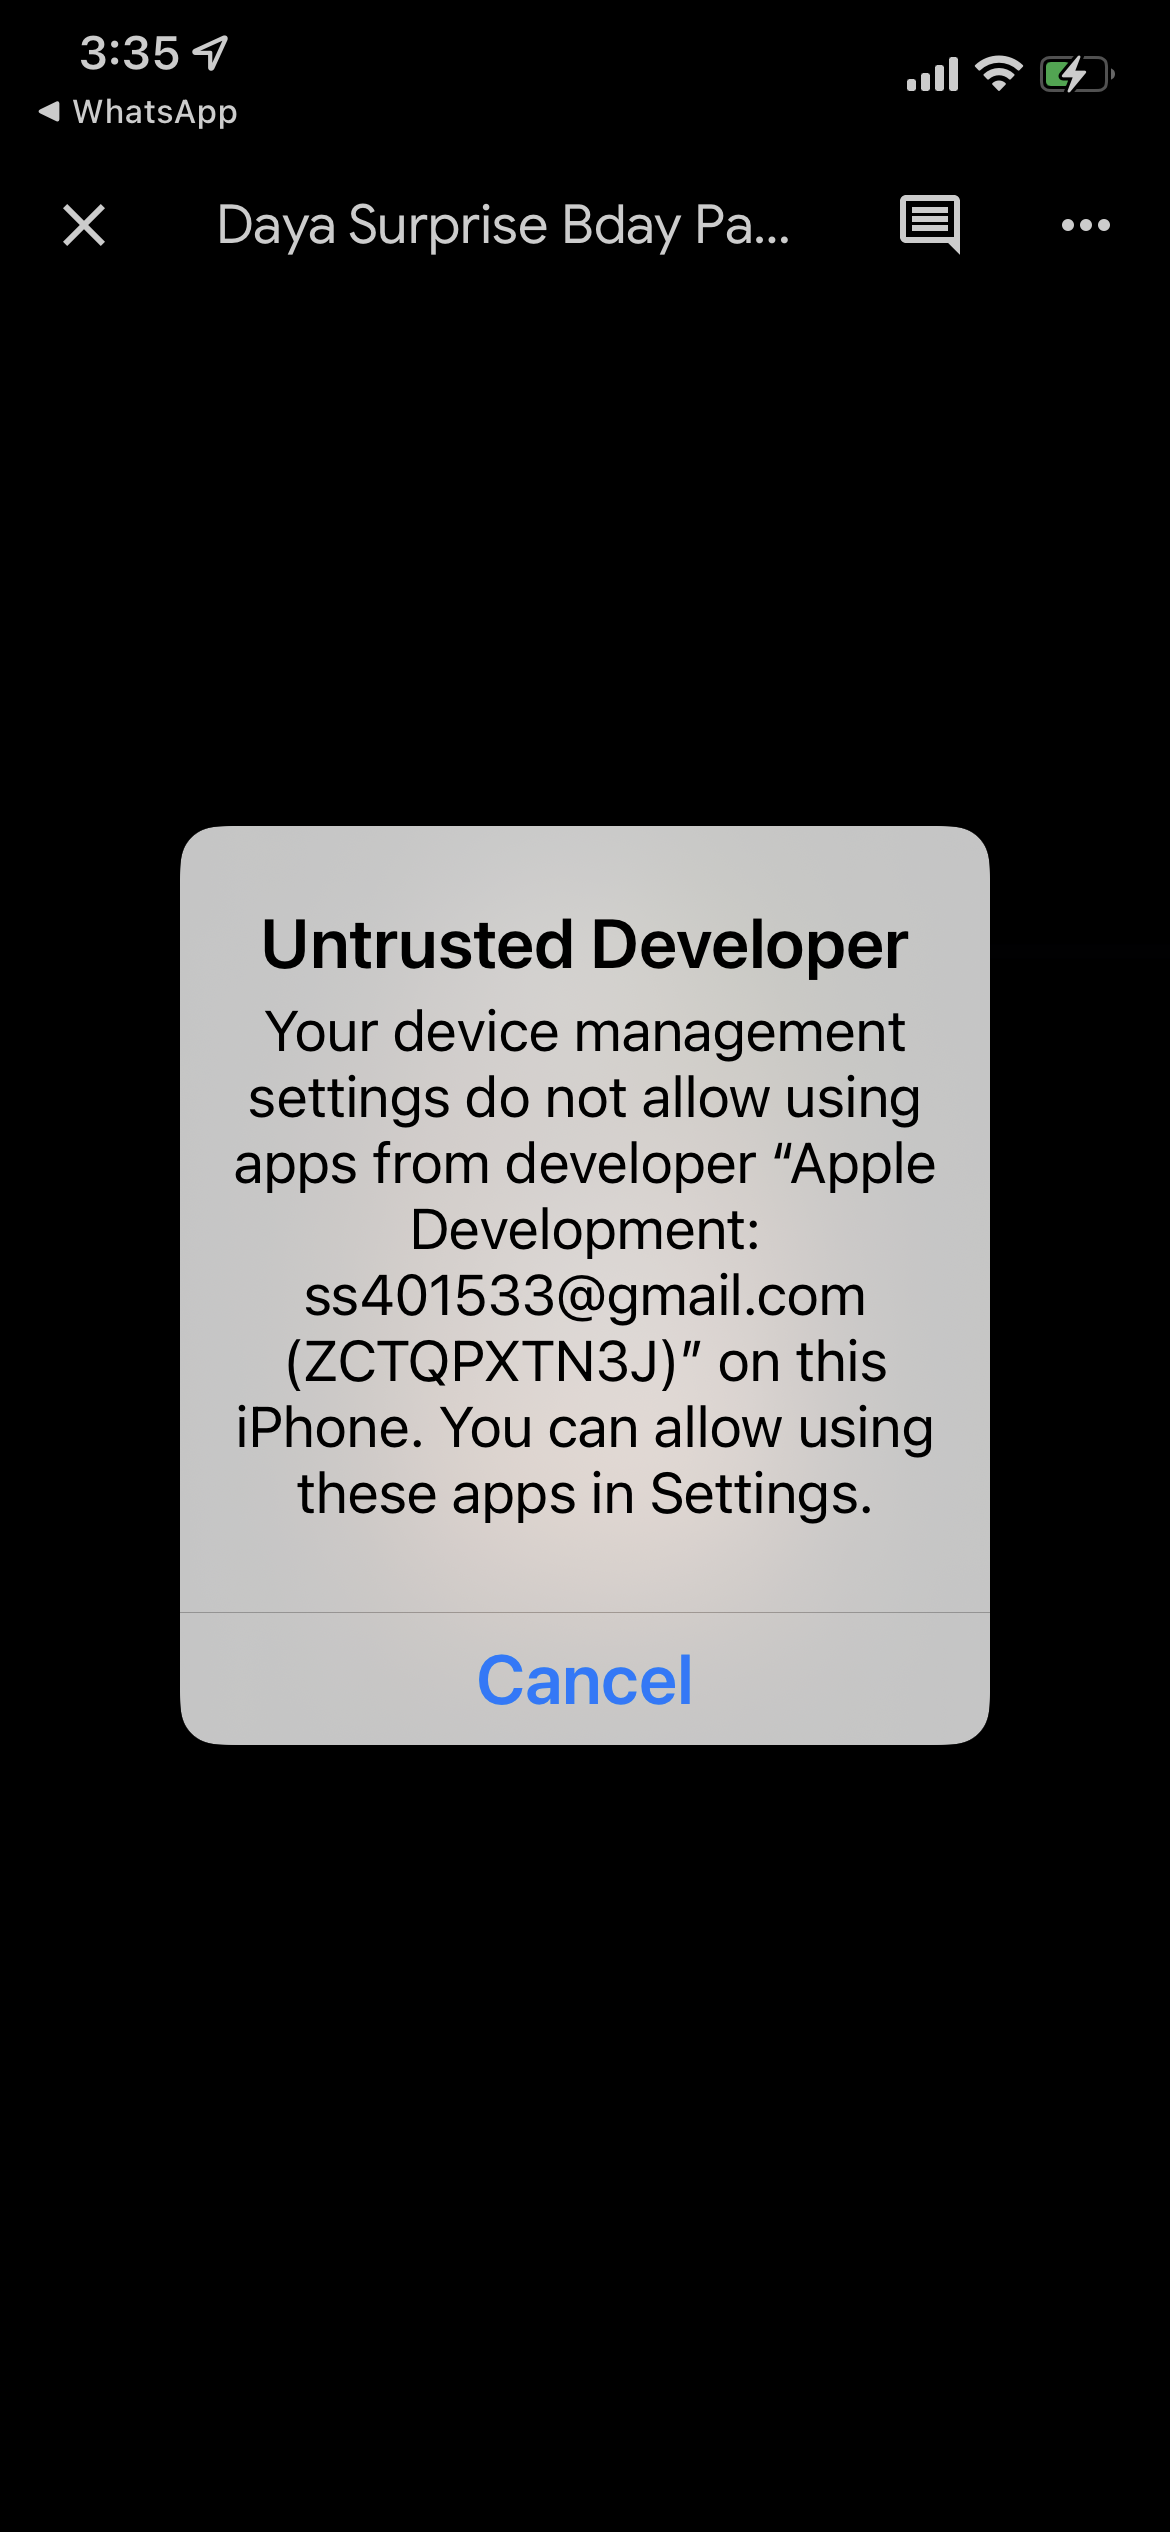 3:35
WhatsApp
Daya Surprise Bday Pa...
Untrusted Developer
Your device management
settings do not allow using
apps from developer “Apple
Development:
ss401533@gmail.com
(ZCTQPXTN3J)” on this
iPhone. You can allow using
these apps in Settings.
Cancel